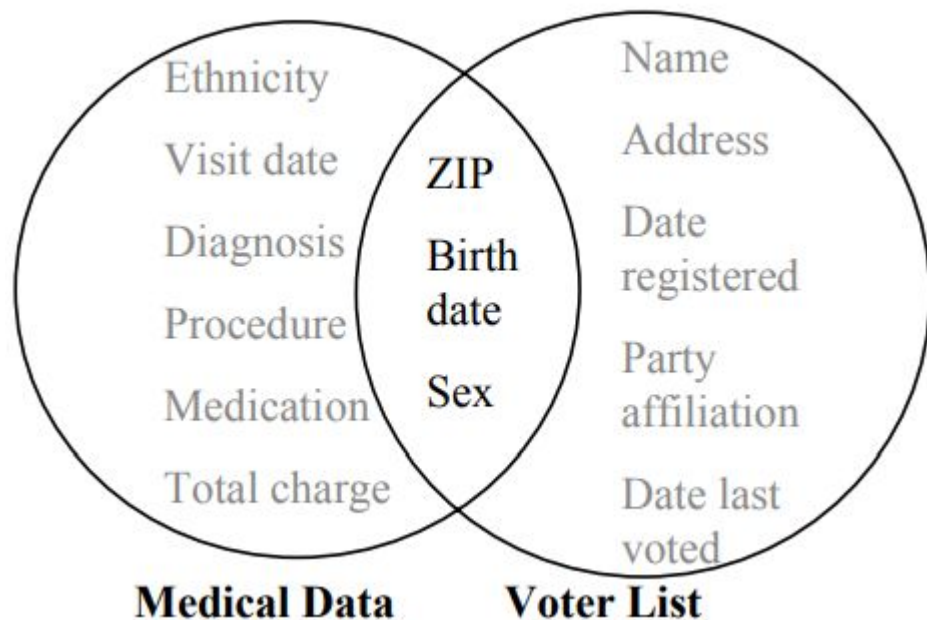 Ethnicity
Visit date
Diagnosis
Procedure
Medication
Total charge
ZIP
Birth
date
Sex
Name
Address
Date
registered
Party
affiliation
Date last
voted
Medical Data
Voter List